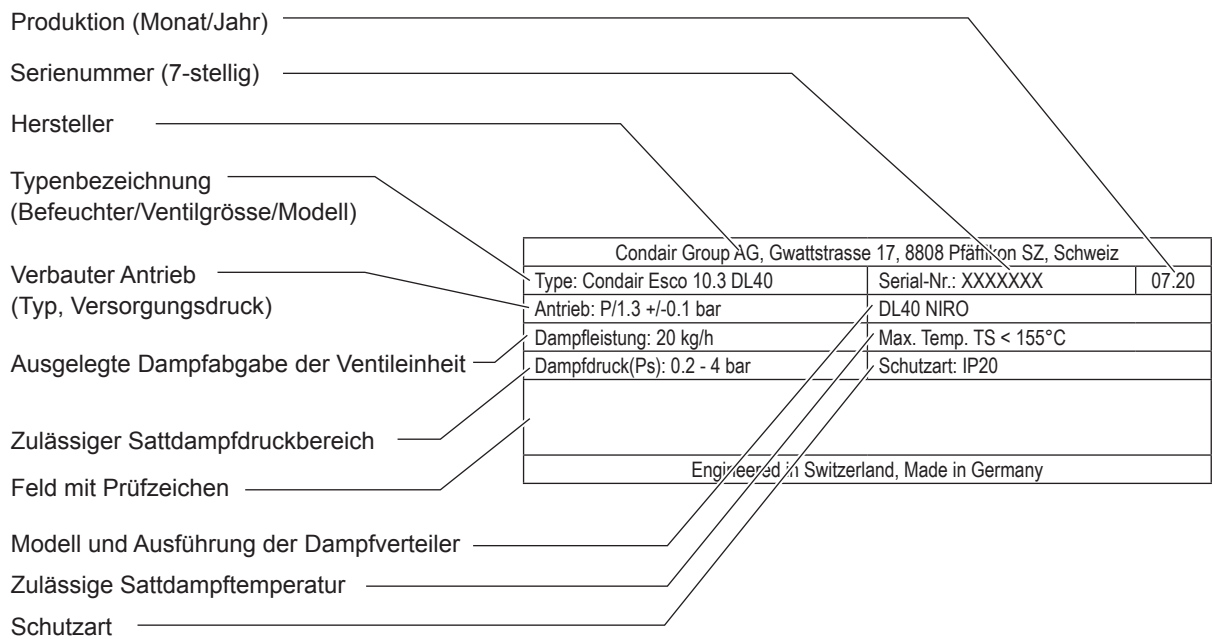 Produktion (Monat/Jahr)
Serienummer (7-stellig)
Hersteller
Typenbezeichnung
(Befeuchter/Ventilgrösse/Modell)
Verbauter Antrieb
(Typ, Versorgungsdruck)
Ausgelegte Dampfabgabe der Ventileinheit
Zulässiger Sattdampfdruckbereich
Feld mit Prüfzeichen
Modell und Ausführung der Dampfverteiler
Zulässige Sattdampftemperatur
Schutzart
Condair Group AG, Gwattstrasse 17, 8808 Pfäffikon SZ, Schweiz
Type: Condair Esco 10.3 DL40 Serial-Nr.: XXXXXXX 07.20
Antrieb: P/1.3 +/-0.1 bar DL40 NIRO
Dampfleistung: 20 kg/h Max. Temp. TS < 155°C
Dampfdruck(Ps): 0.2 - 4 bar Schutzart: IP20
Engineered in Switzerland, Made in Germany